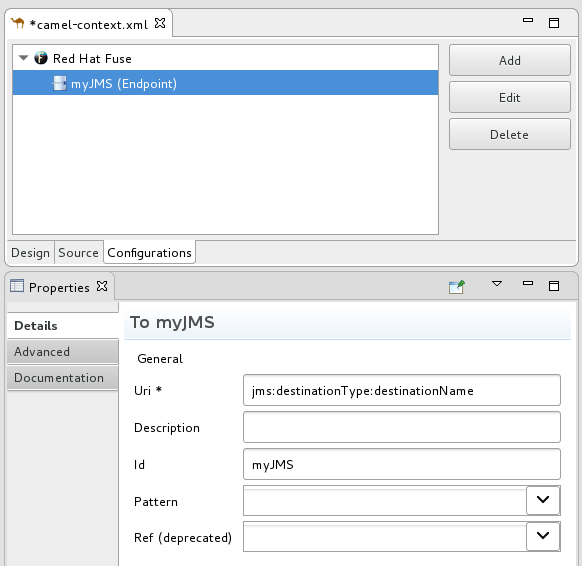 *camel-context.xml
Red Hat Fuse
myJMS (Endpoint)
Add
Edit
Delete
Design Source Configurations
Properties
Details
Advanced
Documentation
To myJMS
General
Uri * jms:destinationType:destinationName
Description
Id myJMS
Pattern
Ref (deprecated)